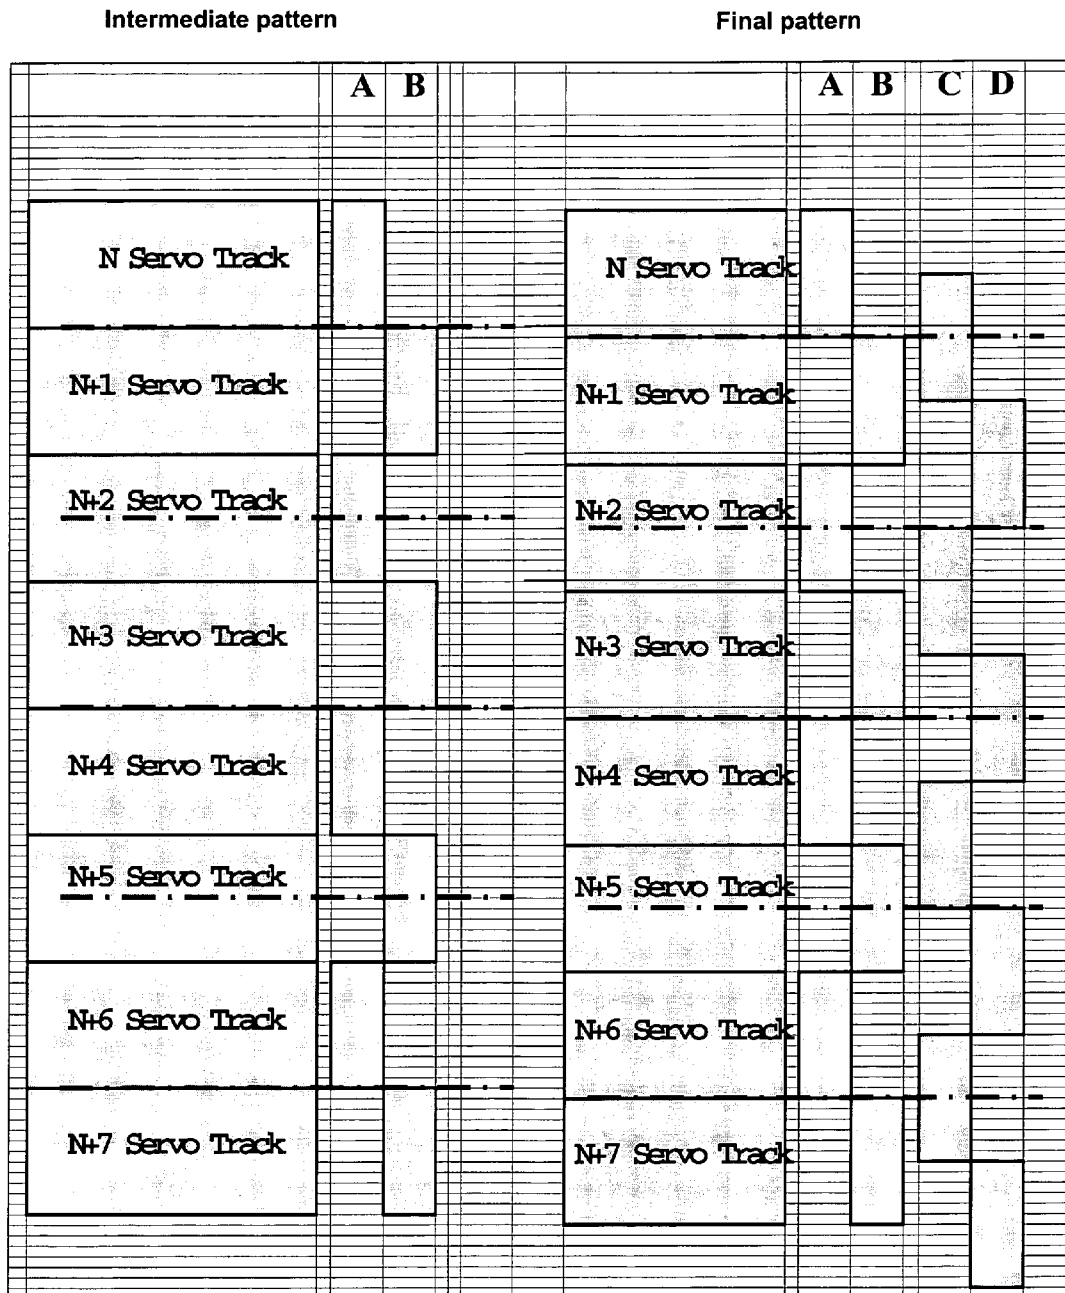 Intermediate pattern
Final pattern
A B
A B C D
N Servo Track
N+1 Servo Track
N+2 Servo Track
N+3 Servo Track
N+4 Servo Track
N+5 Servo Track
N+6 Servo Track
N+7 Servo Track
N Servo Track
N+1 Servo Track
N+2 Servo Track
N+3 Servo Track
N+4 Servo Track
N+5 Servo Track
N+6 Servo Track
N+7 Servo Track